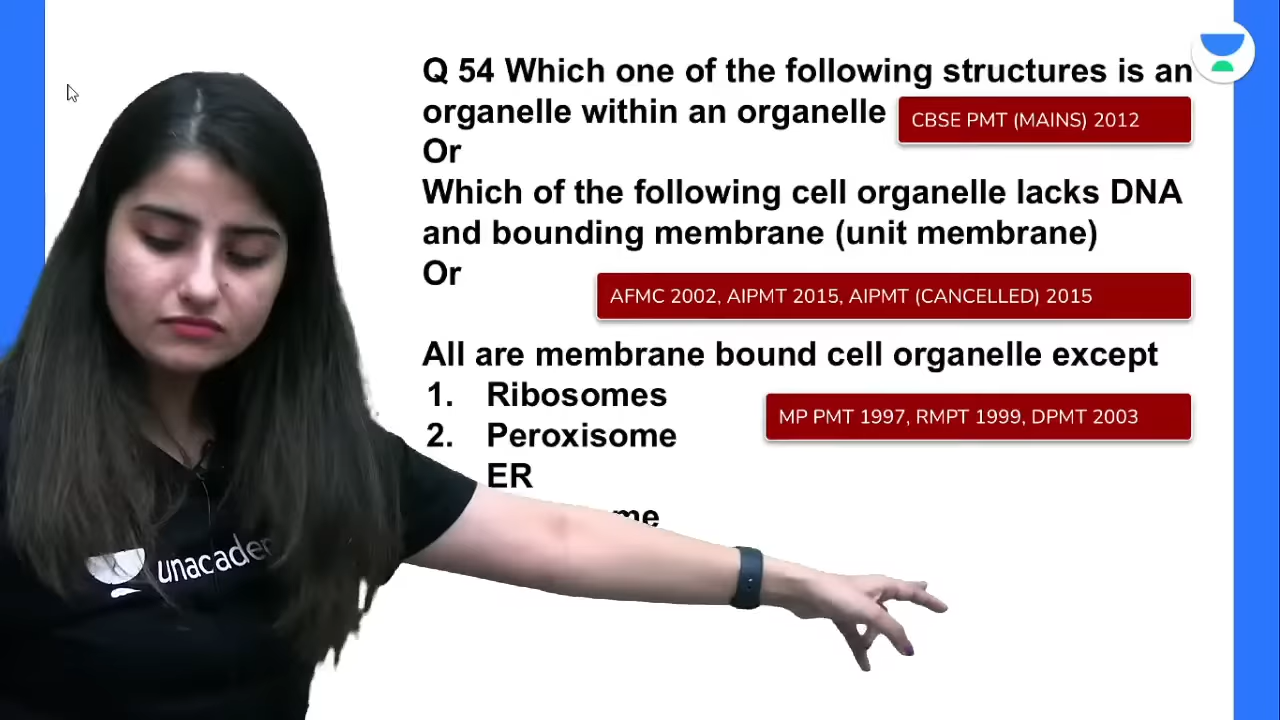 Q 54 Which one of the following structures is an
organelle within an organelle
CBSE PMT (MAINS) 2012
Or
Which of the following cell organelle lacks DNA
and bounding membrane (unit membrane)
Or
AFMC 2002, AIPMT 2015, AIPMT (CANCELLED) 2015
All are membrane bound cell organelle except
1. Ribosomes
MP PMT 1997, RMPT 1999, DPMT 2003
2. Peroxisome
ER